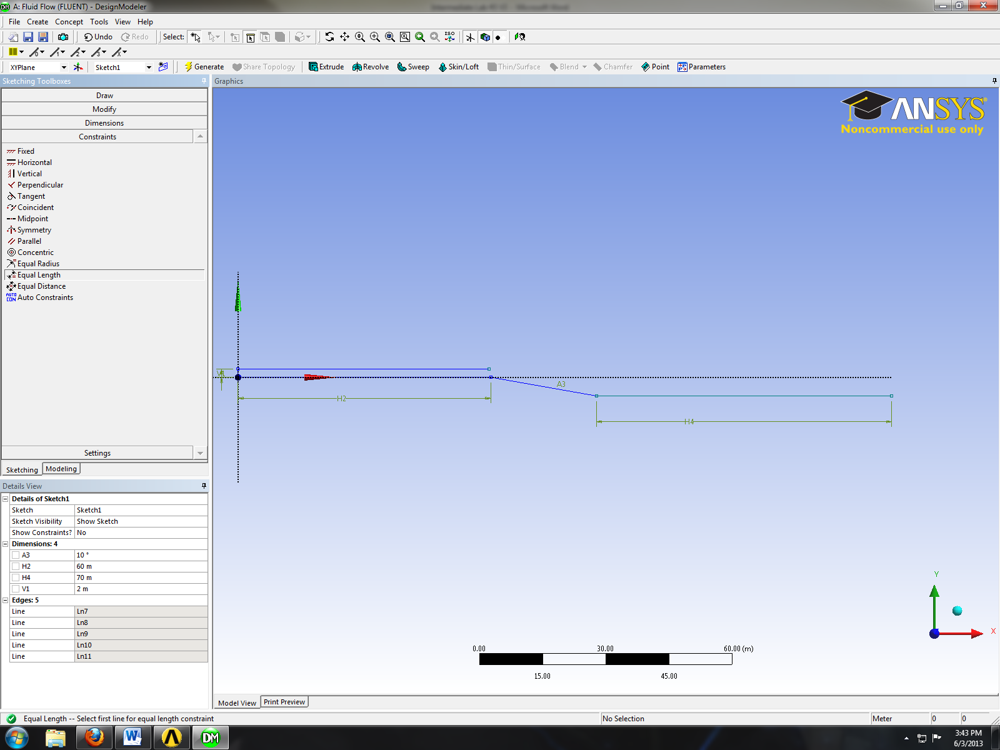 A: Fluid Flow (FLUENT) - DesignModeler
File Create Concept Tools View Help
Undo Redo Select: ISO
XYPlane Sketch1 Generate Share Topology Extrude Revolve Sweep Skin/Loft Thin/Surface Blend Chamfer Point Parameters
Sketching Toolboxes
Draw
Modify
Dimensions
Constraints
Fixed
Horizontal
Vertical
Perpendicular
Tangent
Coincident
Midpoint
Symmetry
Parallel
Concentric
Equal Radius
Equal Length
Equal Distance
AUTO CON Auto Constraints
Settings
Sketching Modeling
Details View
Details of Sketch1
Sketch Sketch1
Sketch Visibility Show Sketch
Show Constraints? No
Dimensions: 4
A3 10 °
H2 60 m
H4 70 m
V1 2 m
Edges: 5
Line Ln7
Line Ln8
Line Ln9
Line Ln10
Line Ln11
Graphics
ANSYS
Noncommercial use only
V1
A3
H2
H4
Y
X
0.00 30.00 60.00 (m)
15.00 45.00
Model View Print Preview
Equal Length -- Select first line for equal length constraint No Selection Meter 0 0
DM
3:43 PM
6/3/2013